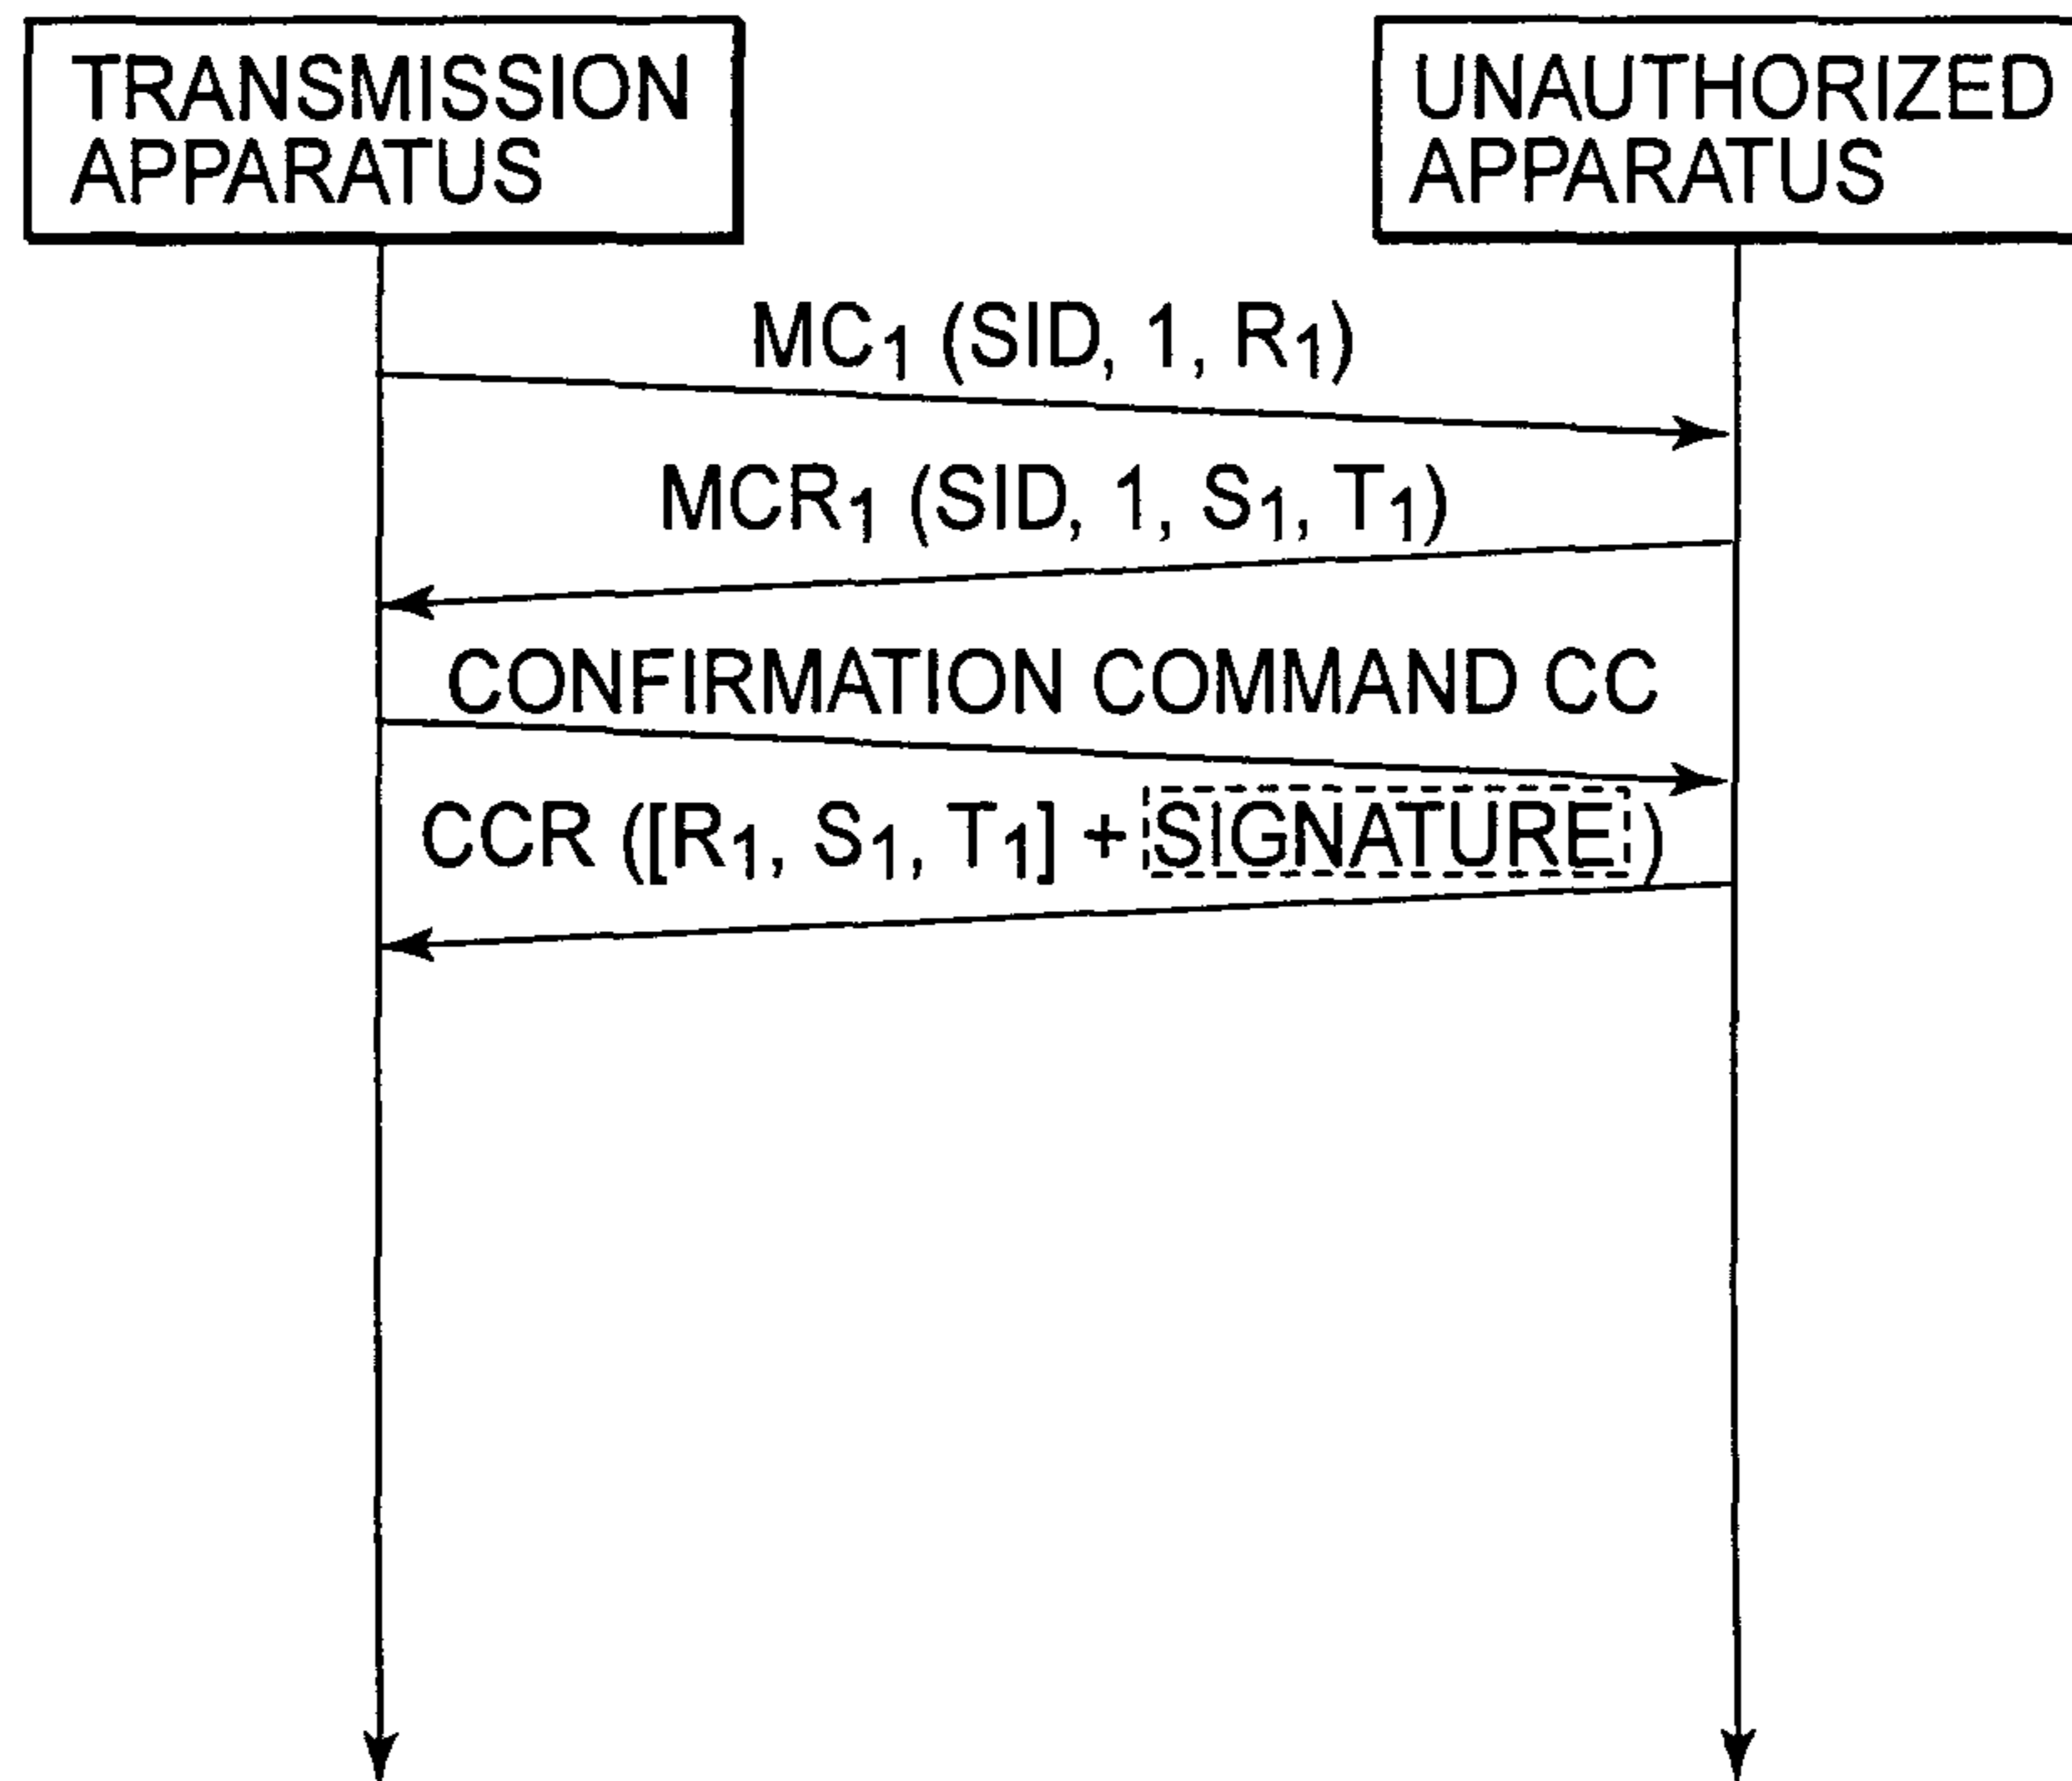 TRANSMISSION
APPARATUS
UNAUTHORIZED
APPARATUS
MC₁ (SID, 1, R₁)
MCR₁ (SID, 1, S₁, T₁)
CONFIRMATION COMMAND CC
CCR ([R₁, S₁, T₁] + SIGNATURE)